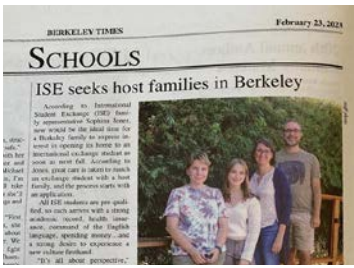 BERKELEY TIMES
February 23, 2023
SCHOOLS
ISE seeks host families in Berkeley
According to International
Student Exchange (ISE) fami-
ly representative Sophina Jones,
now would be the ideal time for
a Berkeley family to express in-
terest in opening its home to an
international exchange student as
soon as next fall. According to
Jones, great care is taken to match
an exchange student with a host
family, and the process starts with
an application.
All ISE students are pre-quali-
fied, so each arrives with a strong
academic record, health insur-
ance, command of the English
language, spending money...and
a strong desire to experience a
new culture firsthand.
"It's all about perspective,"